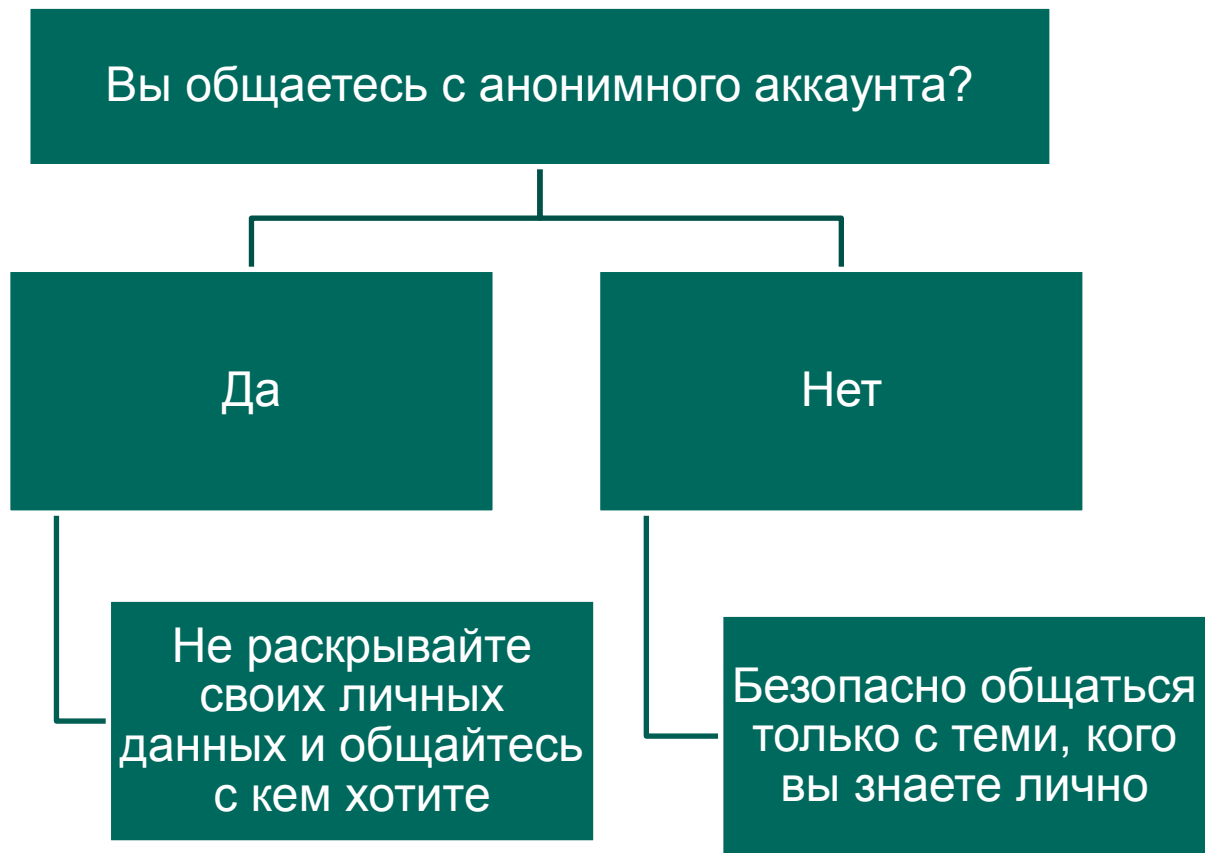 Вы общаетесь с анонимного аккаунта?
Да
Нет
Не раскрывайте
своих личных
данных и общайтесь
с кем хотите
Безопасно общаться
только с теми, кого
вы знаете лично